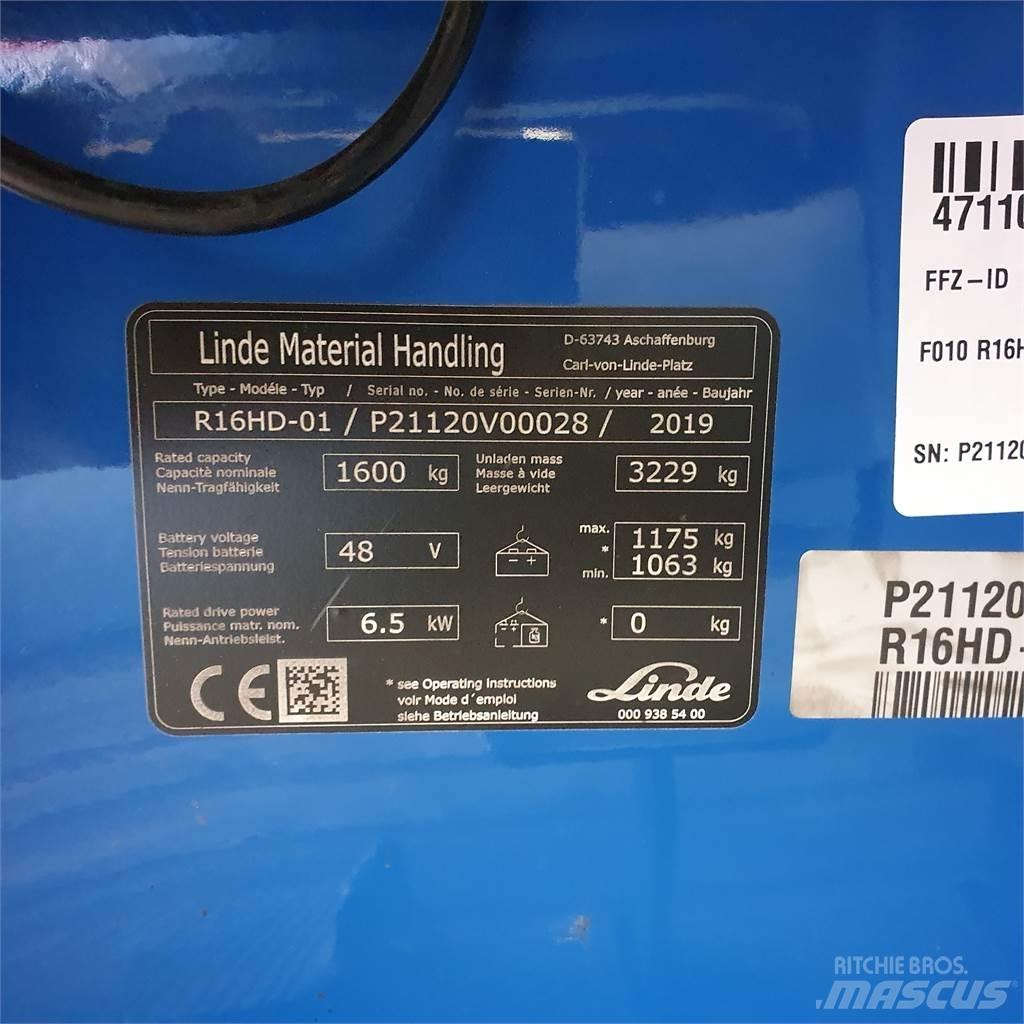 Linde Material Handling
D-63743 Aschaffenburg
Carl-von-Linde-Platz
Type - Modéle - Typ / Serial no. - No. de série - Serien-Nr. / year - anée - Baujahr
R16HD-01 / P21120V00028 / 2019
Rated capacity
Capacitè nominale
Nenn-Tragfähigkeit
1600 kg
Unladen mass
Masse à vide
Leergewicht
3229 kg
Battery voltage
Tension batterie
Batteriespannung
48 V
- +
max. 1175 kg
*
min. 1063 kg
Rated drive power
Puissance matr. nom.
Nenn-Antriebsleist.
6.5 kW
- + kg
* 0 kg
CE
* see Operating instructions
voir Mode d´emploi
siehe Betriebsanleitung
Linde
000 938 54 00
4711
FFZ-ID
F010 R16H
SN: P21120
P21120
R16HD-
RITCHIE BROS.
MASCUS